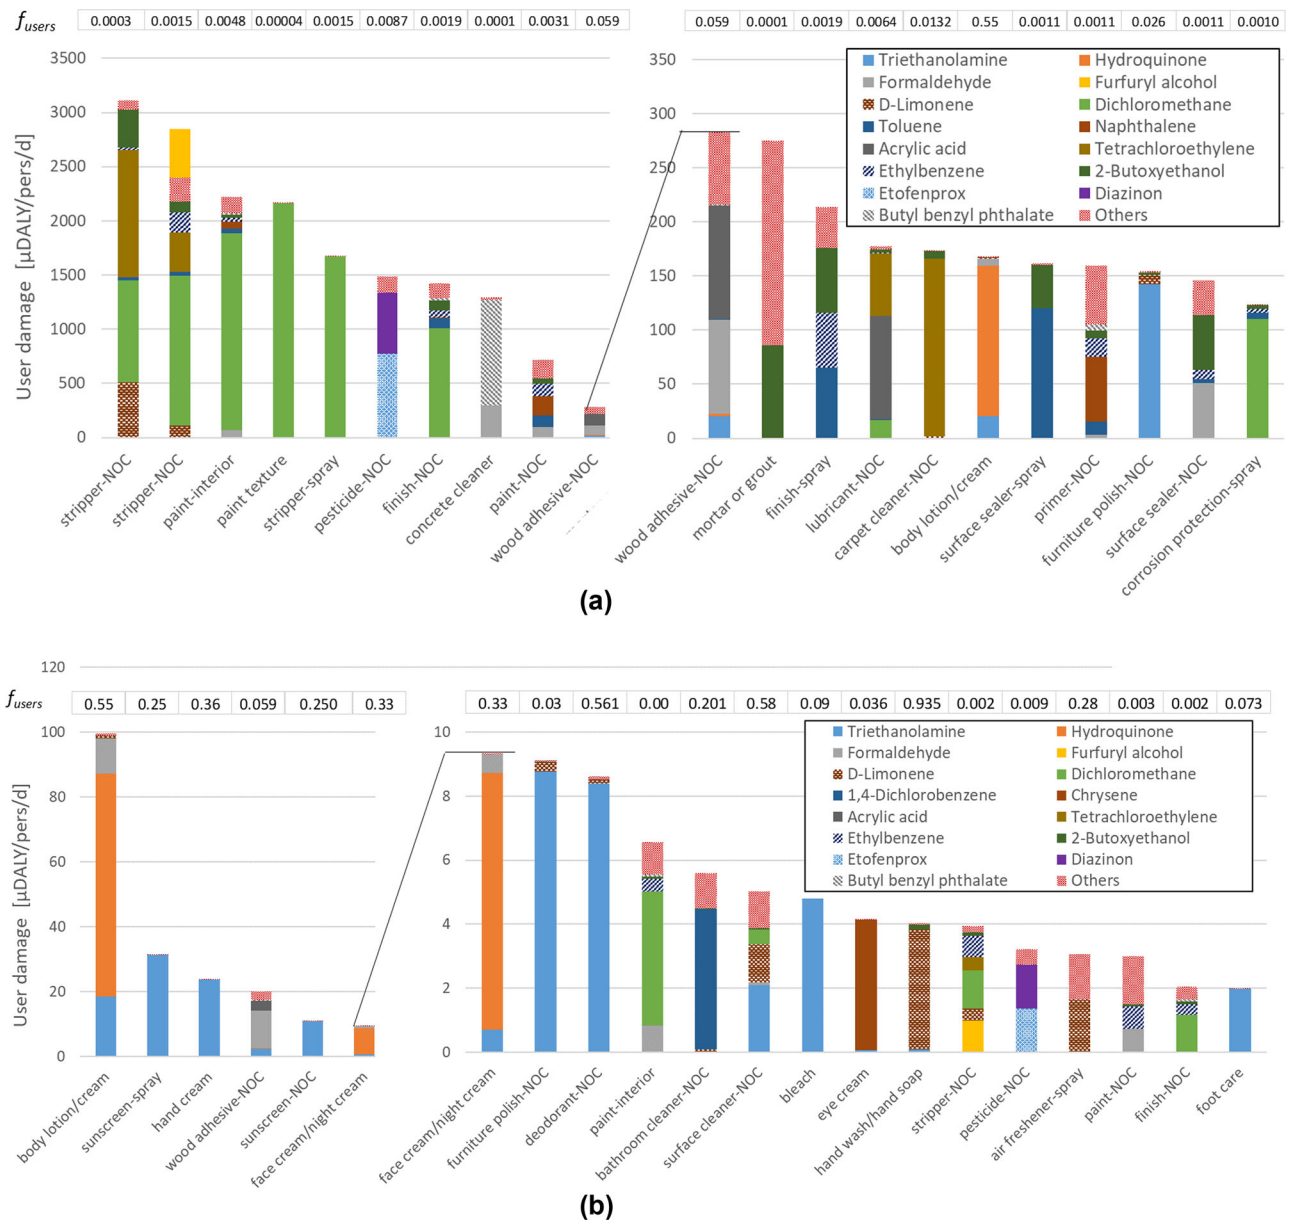 fusers 0.0003 0.0015 0.0048 0.00004 0.0015 0.0087 0.0019 0.0001 0.0031 0.059
User damage [µDALY/pers/d]
3500
3000
2500
2000
1500
1000
500
0
stripper-NOC
stripper-NOC
paint-interior
paint texture
stripper-spray
pesticide-NOC
finish-NOC
concrete cleaner
paint-NOC
wood adhesive-NOC
0.059 0.0001 0.0019 0.0064 0.0132 0.55 0.0011 0.0011 0.026 0.0011 0.0010
350
300
250
200
150
100
50
0
Triethanolamine Hydroquinone
Formaldehyde Furfuryl alcohol
D-Limonene Dichloromethane
Toluene Naphthalene
Acrylic acid Tetrachloroethylene
Ethylbenzene 2-Butoxyethanol
Etofenprox Diazinon
Butyl benzyl phthalate Others
wood adhesive-NOC
mortar or grout
finish-spray
lubricant-NOC
carpet cleaner-NOC
body lotion/cream
surface sealer-spray
primer-NOC
furniture polish-NOC
surface sealer-NOC
corrosion protection-spray
(a)
120
fusers 0.55 0.25 0.36 0.059 0.250 0.33
User damage [µDALY/pers/d]
100
80
60
40
20
0
body lotion/cream
sunscreen-spray
hand cream
wood adhesive-NOC
sunscreen-NOC
face cream/night cream
0.33 0.03 0.561 0.00 0.201 0.58 0.09 0.036 0.935 0.002 0.009 0.28 0.003 0.002 0.073
10
8
6
4
2
0
Triethanolamine Hydroquinone
Formaldehyde Furfuryl alcohol
D-Limonene Dichloromethane
1,4-Dichlorobenzene Chrysene
Acrylic acid Tetrachloroethylene
Ethylbenzene 2-Butoxyethanol
Etofenprox Diazinon
Butyl benzyl phthalate Others
face cream/night cream
furniture polish-NOC
deodorant-NOC
paint-interior
bathroom cleaner-NOC
surface cleaner-NOC
bleach
eye cream
hand wash/hand soap
stripper-NOC
pesticide-NOC
air freshener-spray
paint-NOC
finish-NOC
foot care
(b)